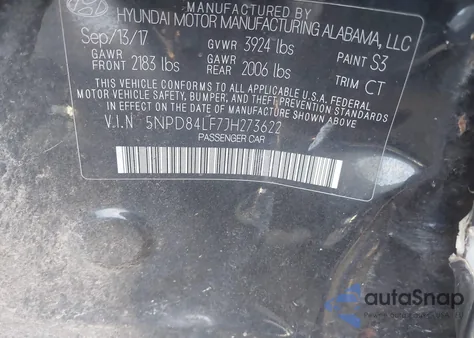 MANUFACTURED BY
HYUNDAI MOTOR MANUFACTURING ALABAMA, LLC
Sep/13/17 GVWR 3924 lbs PAINT S3
GAWR FRONT 2183 lbs GAWR REAR 2006 lbs TRIM CT
THIS VEHICLE CONFORMS TO ALL APPLICABLE U.S.A. FEDERAL
MOTOR VEHICLE SAFETY, BUMPER, AND THEFT PREVENTION STANDARDS
IN EFFECT ON THE DATE OF MANUFACTURE SHOWN ABOVE.
V.I.N 5NPD84LF7JH273622
PASSENGER CAR
autoSnap